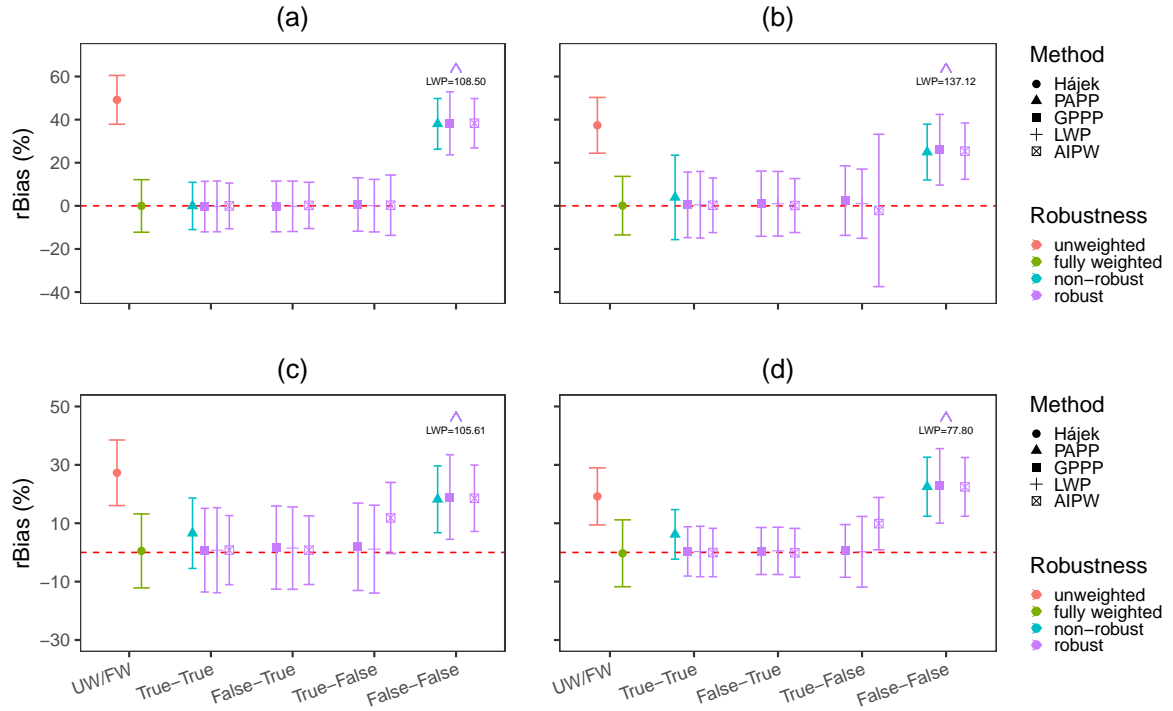 (a)
(b)
rBias (%)
60
40
20
0
−20
−40
LWP=108.50
LWP=137.12
Method
Hájek
PAPP
GPPP
LWP
AIPW
Robustness
unweighted
fully weighted
non−robust
robust
(c)
(d)
rBias (%)
50
30
10
−10
−30
LWP=105.61
LWP=77.80
UW/FW
True−True
False−True
True−False
False−False
UW/FW
True−True
False−True
True−False
False−False
Method
Hájek
PAPP
GPPP
LWP
AIPW
Robustness
unweighted
fully weighted
non−robust
robust